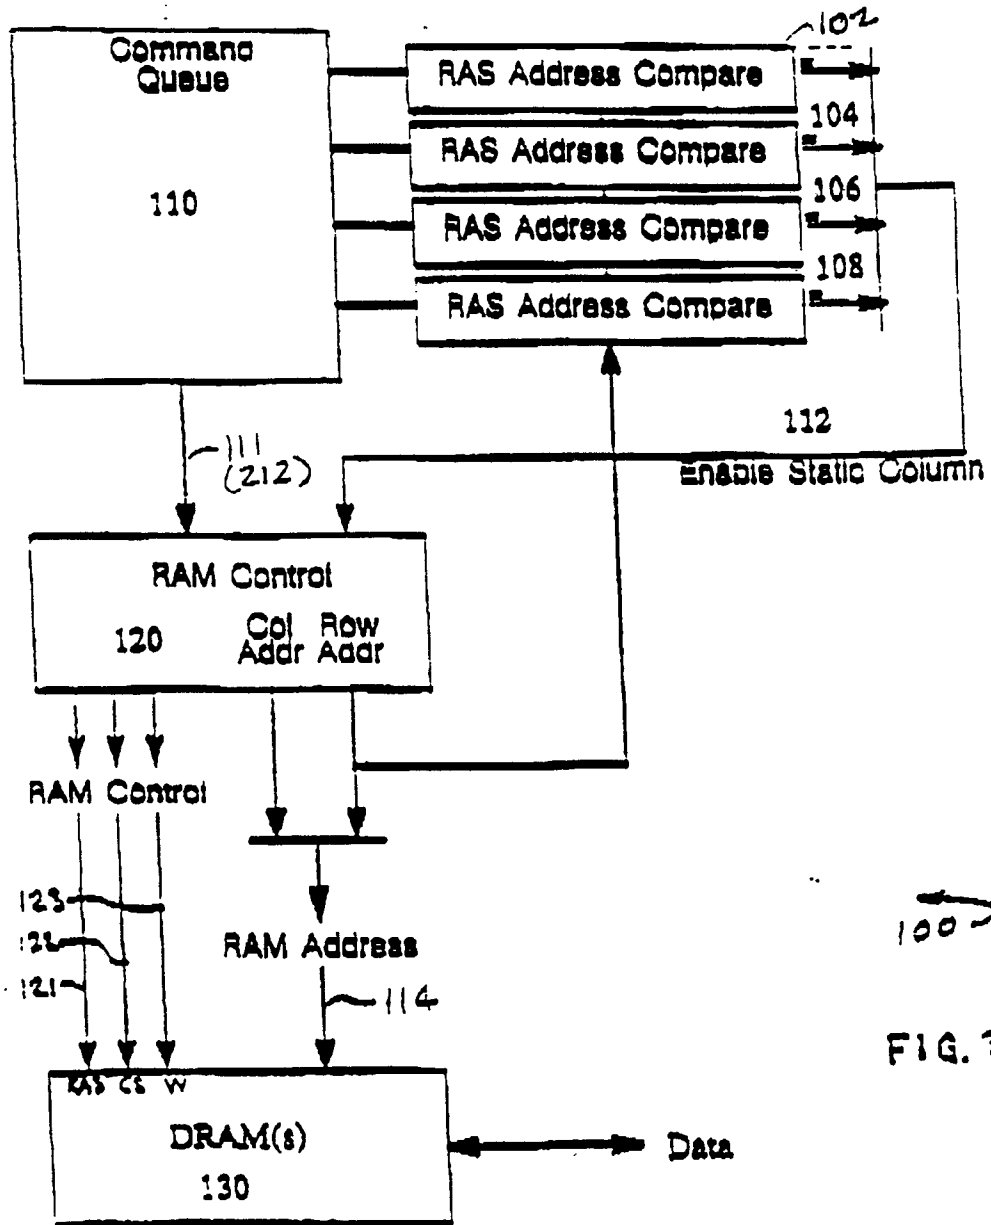 Command
Queue
110
102
RAS Address Compare
=
104
RAS Address Compare
=
106
RAS Address Compare
=
108
RAS Address Compare
=
111
(212)
112
Enable Static Column
RAM Control
120
Col Row
Addr Addr
RAM Control
123
122
121
RAM Address
114
100
FIG.
RAS CS W
DRAM(s)
130
Data